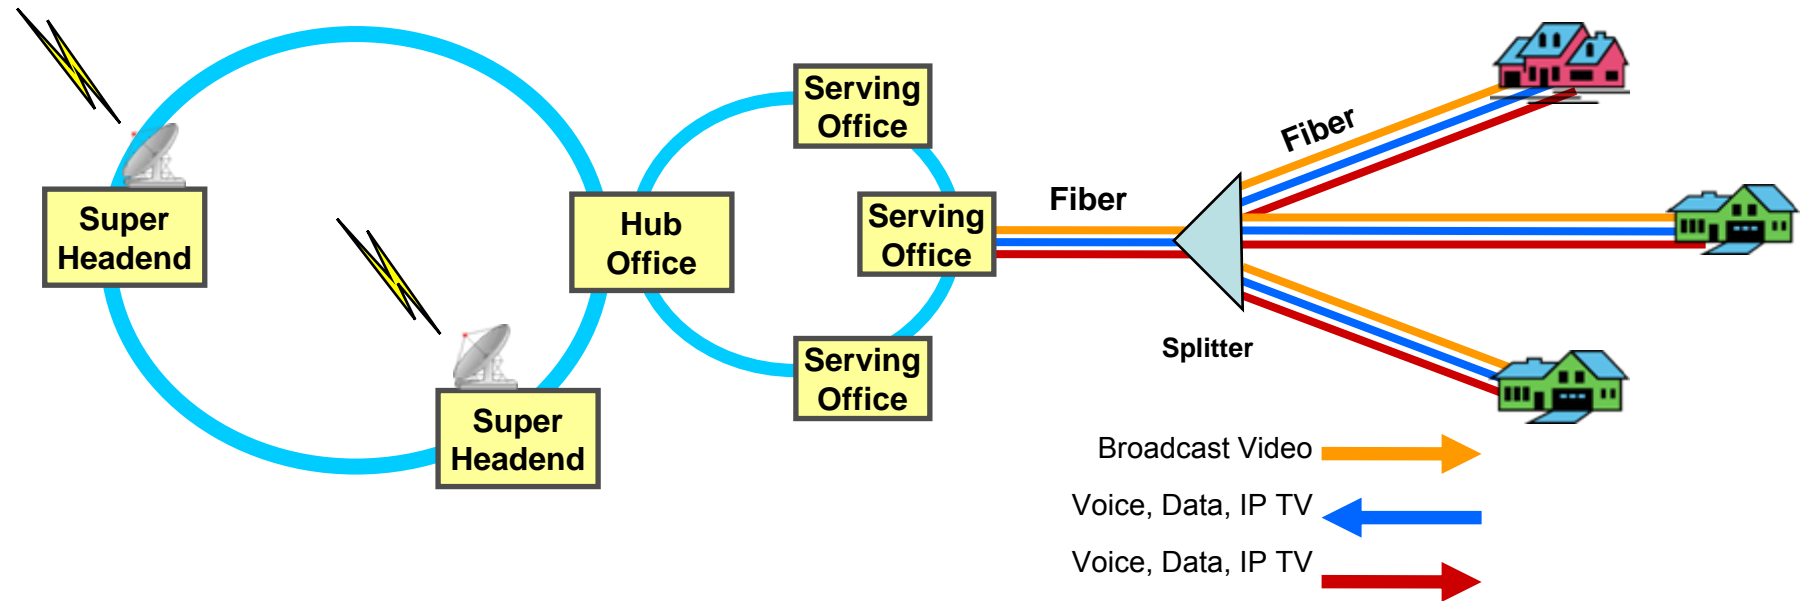 Super
Headend
Super
Headend
Hub
Office
Serving
Office
Serving
Office
Serving
Office
Fiber
Fiber
Splitter
Broadcast Video
Voice, Data, IP TV
Voice, Data, IP TV